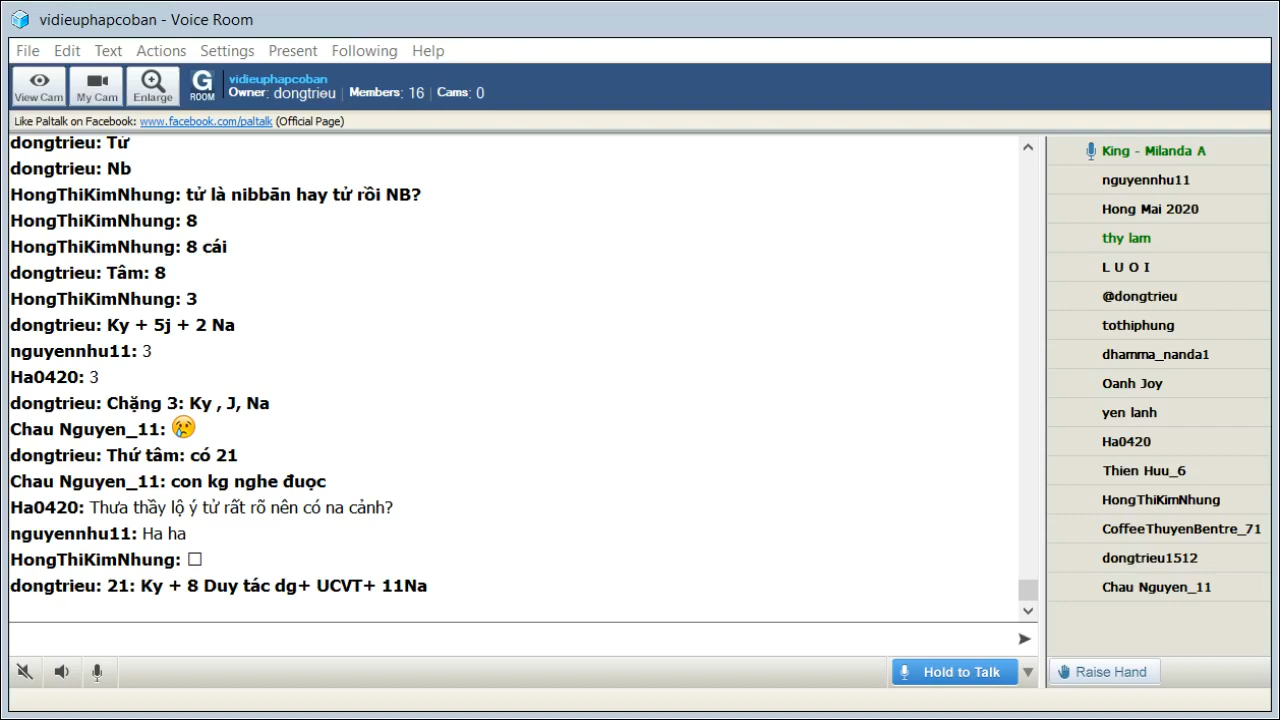 vidieuphapcoban - Voice Room
File Edit Text Actions Settings Present Following Help
View Cam My Cam Enlarge G ROOM
vidieuphapcoban
Owner: dongtrieu | Members: 16 | Cams: 0
Like Paltalk on Facebook: www.facebook.com/paltalk (Official Page)
dongtrieu: Tử
dongtrieu: Nb
HongThiKimNhung: tử là nibbān hay tử rồi NB?
HongThiKimNhung: 8
HongThiKimNhung: 8 cái
dongtrieu: Tâm: 8
HongThiKimNhung: 3
dongtrieu: Ky + 5j + 2 Na
nguyennhu11: 3
Ha0420: 3
dongtrieu: Chặng 3: Ky , J, Na
Chau Nguyen_11:
dongtrieu: Thứ tâm: có 21
Chau Nguyen_11: con kg nghe đuọc
Ha0420: Thưa thầy lộ ý tử rất rõ nên có na cảnh?
nguyennhu11: Ha ha
HongThiKimNhung: □
dongtrieu: 21: Ky + 8 Duy tác dg+ UCVT+ 11Na
King - Milanda A
nguyennhu11
Hong Mai 2020
thy lam
L U O I
@dongtrieu
tothiphung
dhamma_nanda1
Oanh Joy
yen lanh
Ha0420
Thien Huu_6
HongThiKimNhung
CoffeeThuyenBentre_71
dongtrieu1512
Chau Nguyen_11
Hold to Talk
Raise Hand